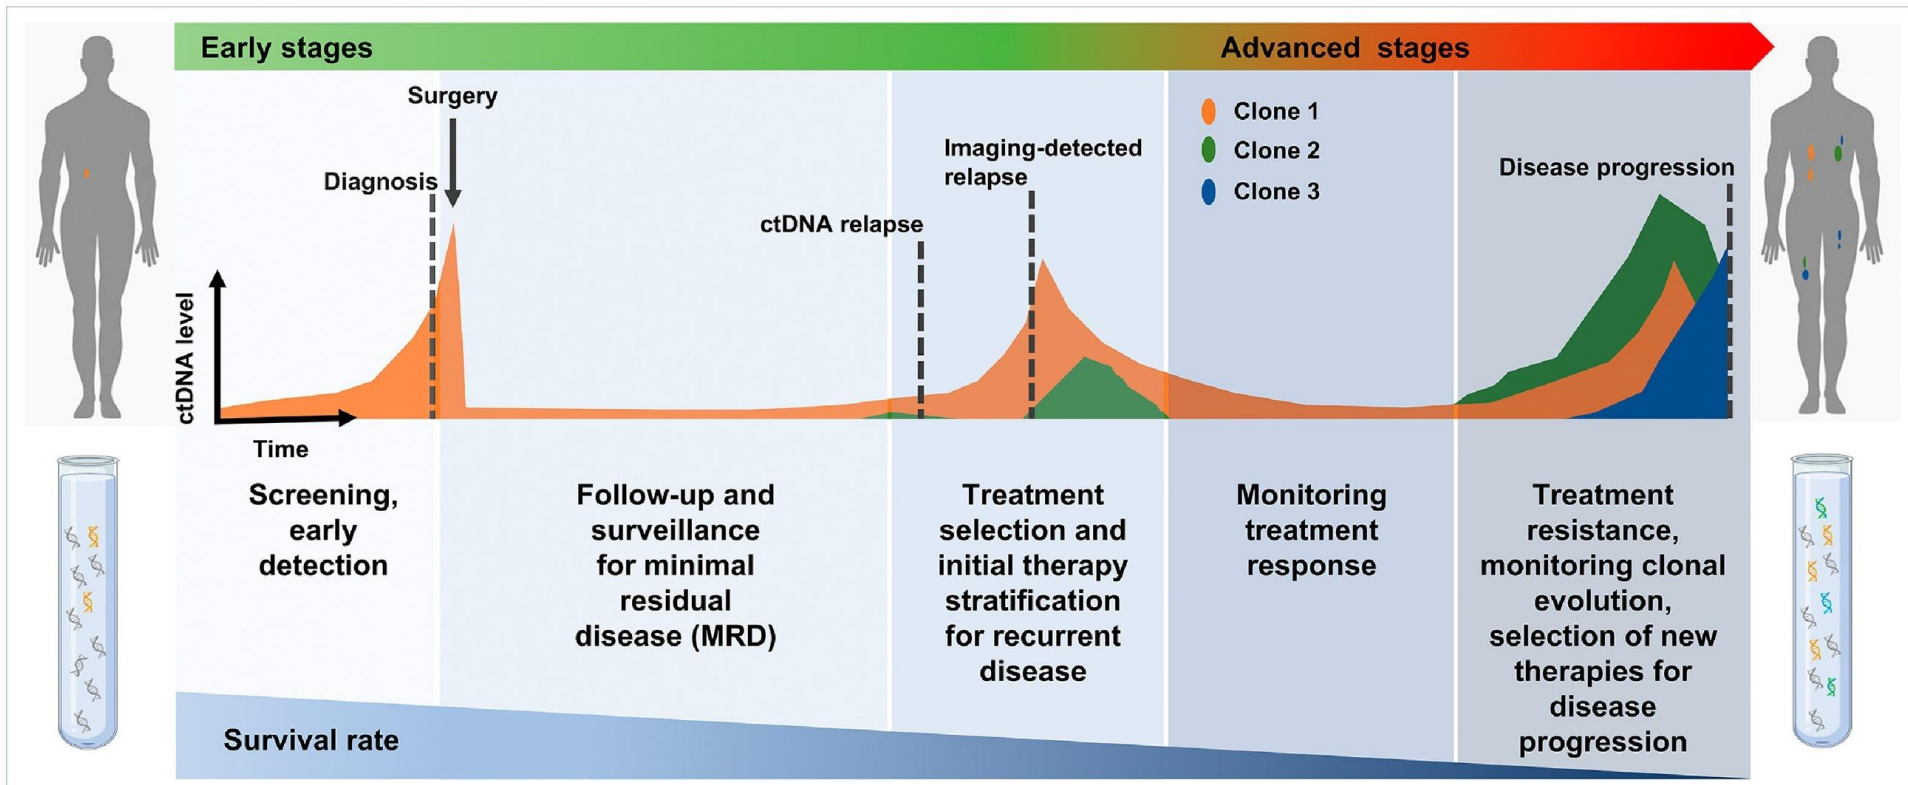 Early stages
Advanced stages
Surgery
Diagnosis
ctDNA relapse
Imaging-detected
relapse
Clone 1
Clone 2
Clone 3
Disease progression
ctDNA level
Time
Screening,
early
detection
Follow-up and
surveillance
for minimal
residual
disease (MRD)
Treatment
selection and
initial therapy
stratification
for recurrent
disease
Monitoring
treatment
response
Treatment
resistance,
monitoring clonal
evolution,
selection of new
therapies for
disease
progression
Survival rate